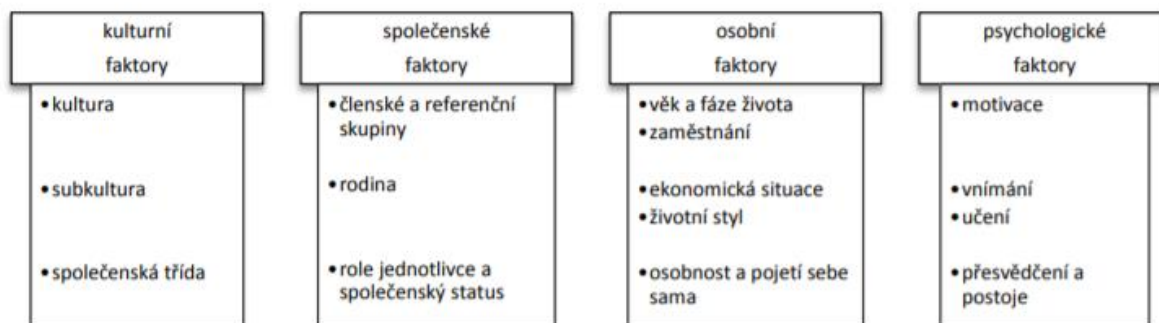 kulturní
faktory
• kultura
• subkultura
• společenská třída
společenské
faktory
• členské a referenční
skupiny
• rodina
• role jednotlivce a
společenský status
osobní
faktory
• věk a fáze života
• zaměstnání
• ekonomická situace
• životní styl
• osobnost a pojetí sebe
sama
psychologické
faktory
• motivace
• vnímání
• učení
• přesvědčení a
postoje